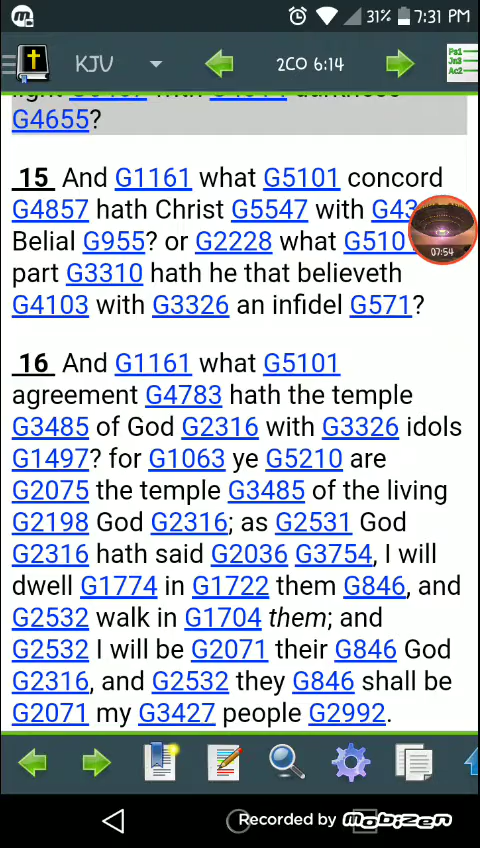 31% 7:31 PM
KJV 2CO 6:14
Pa1
Jn3
Ac2
G4655?
15 And G1161 what G5101 concord
G4857 hath Christ G5547 with
Belial G955? or G2228 what
07:54
part G3310 hath he that believeth
G4103 with G3326 an infidel G571?
16 And G1161 what G5101
agreement G4783 hath the temple
G3485 of God G2316 with G3326 idols
G1497? for G1063 ye G5210 are
G2075 the temple G3485 of the living
G2198 God G2316; as G2531 God
G2316 hath said G2036 G3754, I will
dwell G1774 in G1722 them G846, and
G2532 walk in G1704 them; and
G2532 I will be G2071 their G846 God
G2316, and G2532 they G846 shall be
G2071 my G3427 people G2992.
Recorded by Mobizen